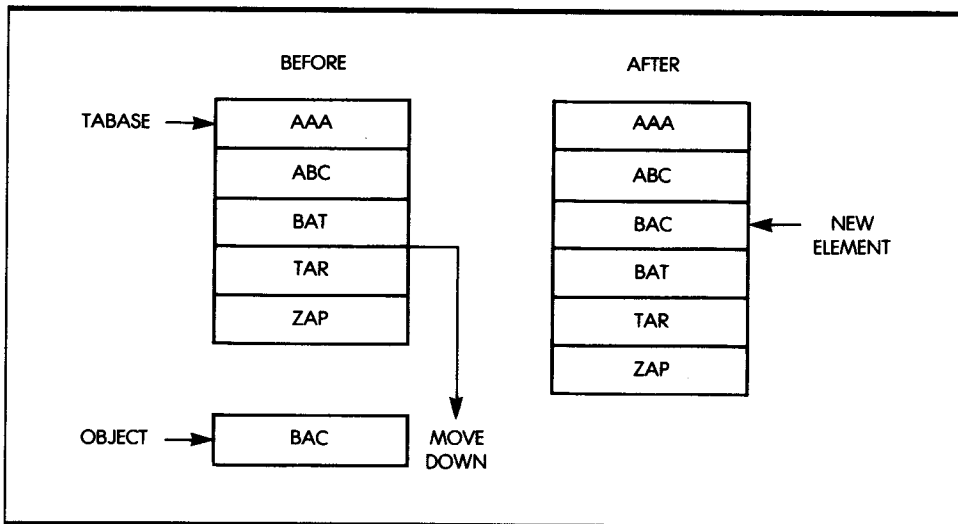 BEFORE
AFTER
TABASE
AAA
ABC
BAT
TAR
ZAP
OBJECT
BAC
MOVE
DOWN
AAA
ABC
BAC
BAT
TAR
ZAP
NEW
ELEMENT